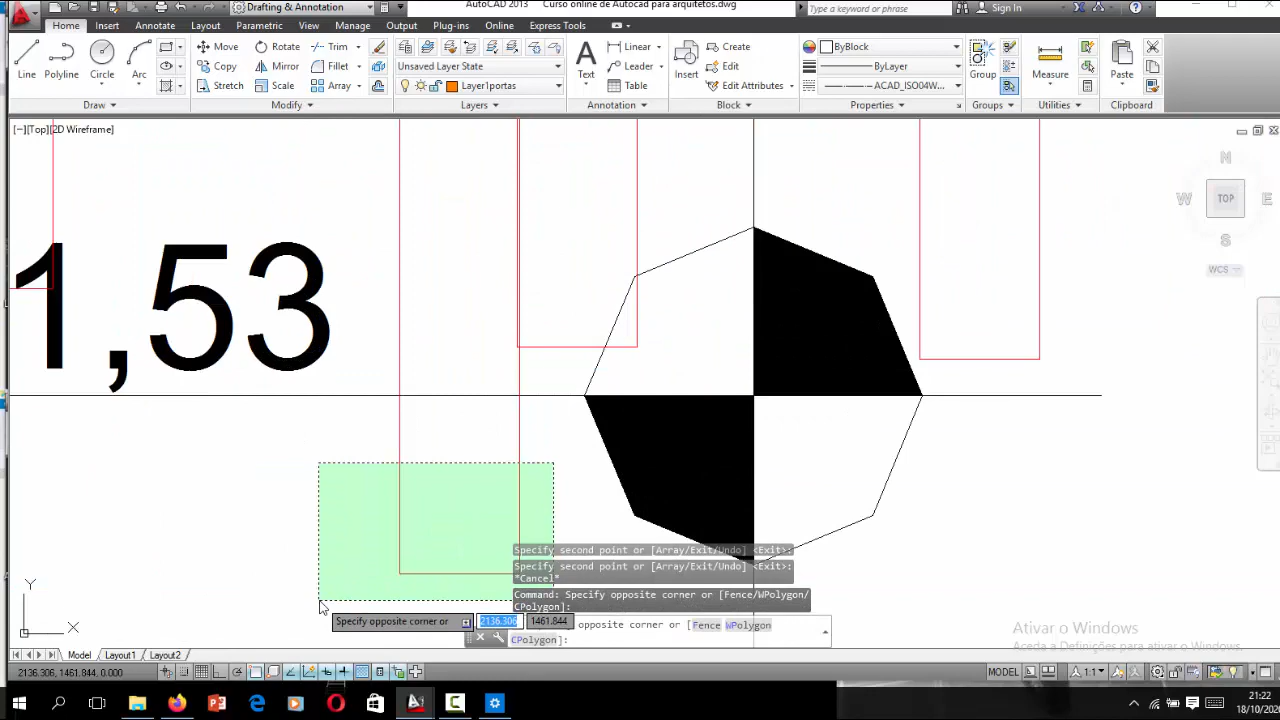 AutoCAD 2013 Curso online de Autocad para arquitetos.dwg
Drafting & Annotation
Type a keyword or phrase
Sign In
Home Insert Annotate Layout Parametric View Manage Output Plug-ins Online Express Tools
Line Polyline Circle Arc
Move Rotate Trim
Copy Mirror Fillet
Stretch Scale Array
Unsaved Layer State
Layer1portas
Text
Linear
Leader
Table
Insert
Create
Edit
Edit Attributes
ByBlock
ByLayer
ACAD_ISO04W...
Group
Measure
Paste
Draw Modify Layers Annotation Block Properties Groups Utilities Clipboard
[−][Top][2D Wireframe]
N
W TOP E
S
WCS
1,53
Specify second point or [Array/Exit/Undo] <Exit>:
Specify second point or [Array/Exit/Undo] <Exit>:
*Cancel*
Command: Specify opposite corner or [Fence/WPolygon/
CPolygon]:
Specify opposite corner or 2136.306 1461.844
opposite corner or [Fence WPolygon
CPolygon]:
Y
X
Ativar o Windows
Acesse a Definições para ativar o Windows.
Model Layout1 Layout2
2136.306, 1461.844, 0.000
MODEL 1:1
21:22
18/10/2020